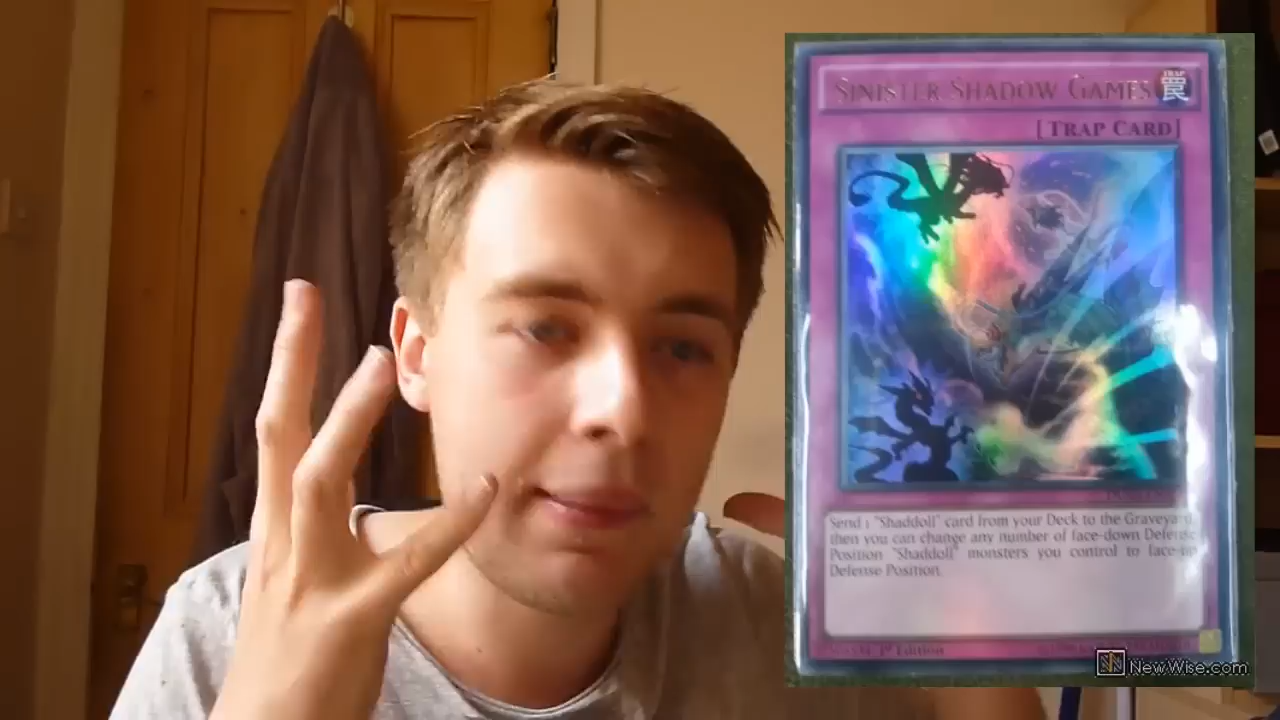 SINISTER SHADOW GAMES
TRAP
罠
[TRAP CARD]
Send 1 "Shaddoll" card from your Deck to the Graveyard,
then you can change any number of face-down Defense
Position "Shaddoll" monsters you control to face-up
Defense Position.
1st Edition
NewWise.com